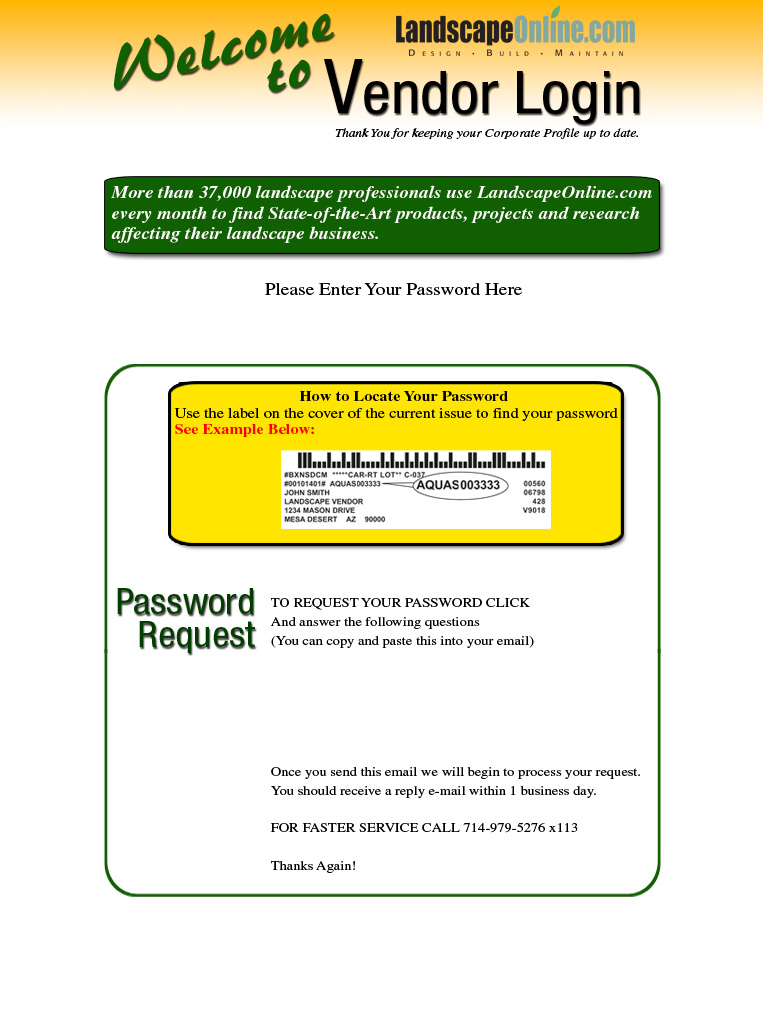 Welcome
to
LandscapeOnline.com
DESIGN · BUILD · MAINTAIN
Vendor Login
Thank You for keeping your Corporate Profile up to date.
More than 37,000 landscape professionals use LandscapeOnline.com
every month to find State-of-the-Art products, projects and research
affecting their landscape business.
Please Enter Your Password Here
How to Locate Your Password
Use the label on the cover of the current issue to find your password
See Example Below:
#BXNSDCM *****CAR-RT LOT** C-037
#00101401# AQUAS003333 AQUAS003333 00560
JOHN SMITH 06798
LANDSCAPE VENDOR 428
1234 MASON DRIVE V9018
MESA DESERT AZ 90000
Password
Request
TO REQUEST YOUR PASSWORD CLICK
And answer the following questions
(You can copy and paste this into your email)
Once you send this email we will begin to process your request.
You should receive a reply e-mail within 1 business day.
FOR FASTER SERVICE CALL 714-979-5276 x113
Thanks Again!